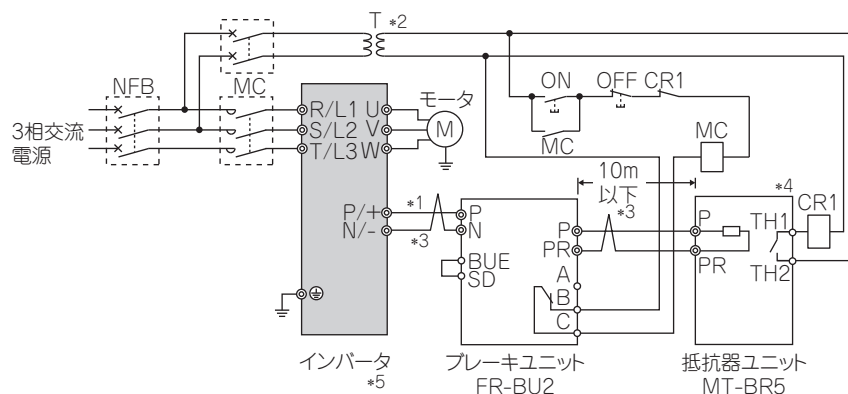 T *2
NFB
MC
ON
OFF
CR1
MC
MC
3相交流
電源
R/L1
S/L2
T/L3
U
V
W
モータ
M
10m
以下
*3
*4
P/+
N/-
*1
*3
P
N
BUE
SD
P
PR
A
B
C
P
PR
TH1
TH2
CR1
インバータ
*5
ブレーキユニット
FR-BU2
抵抗器ユニット
MT-BR5